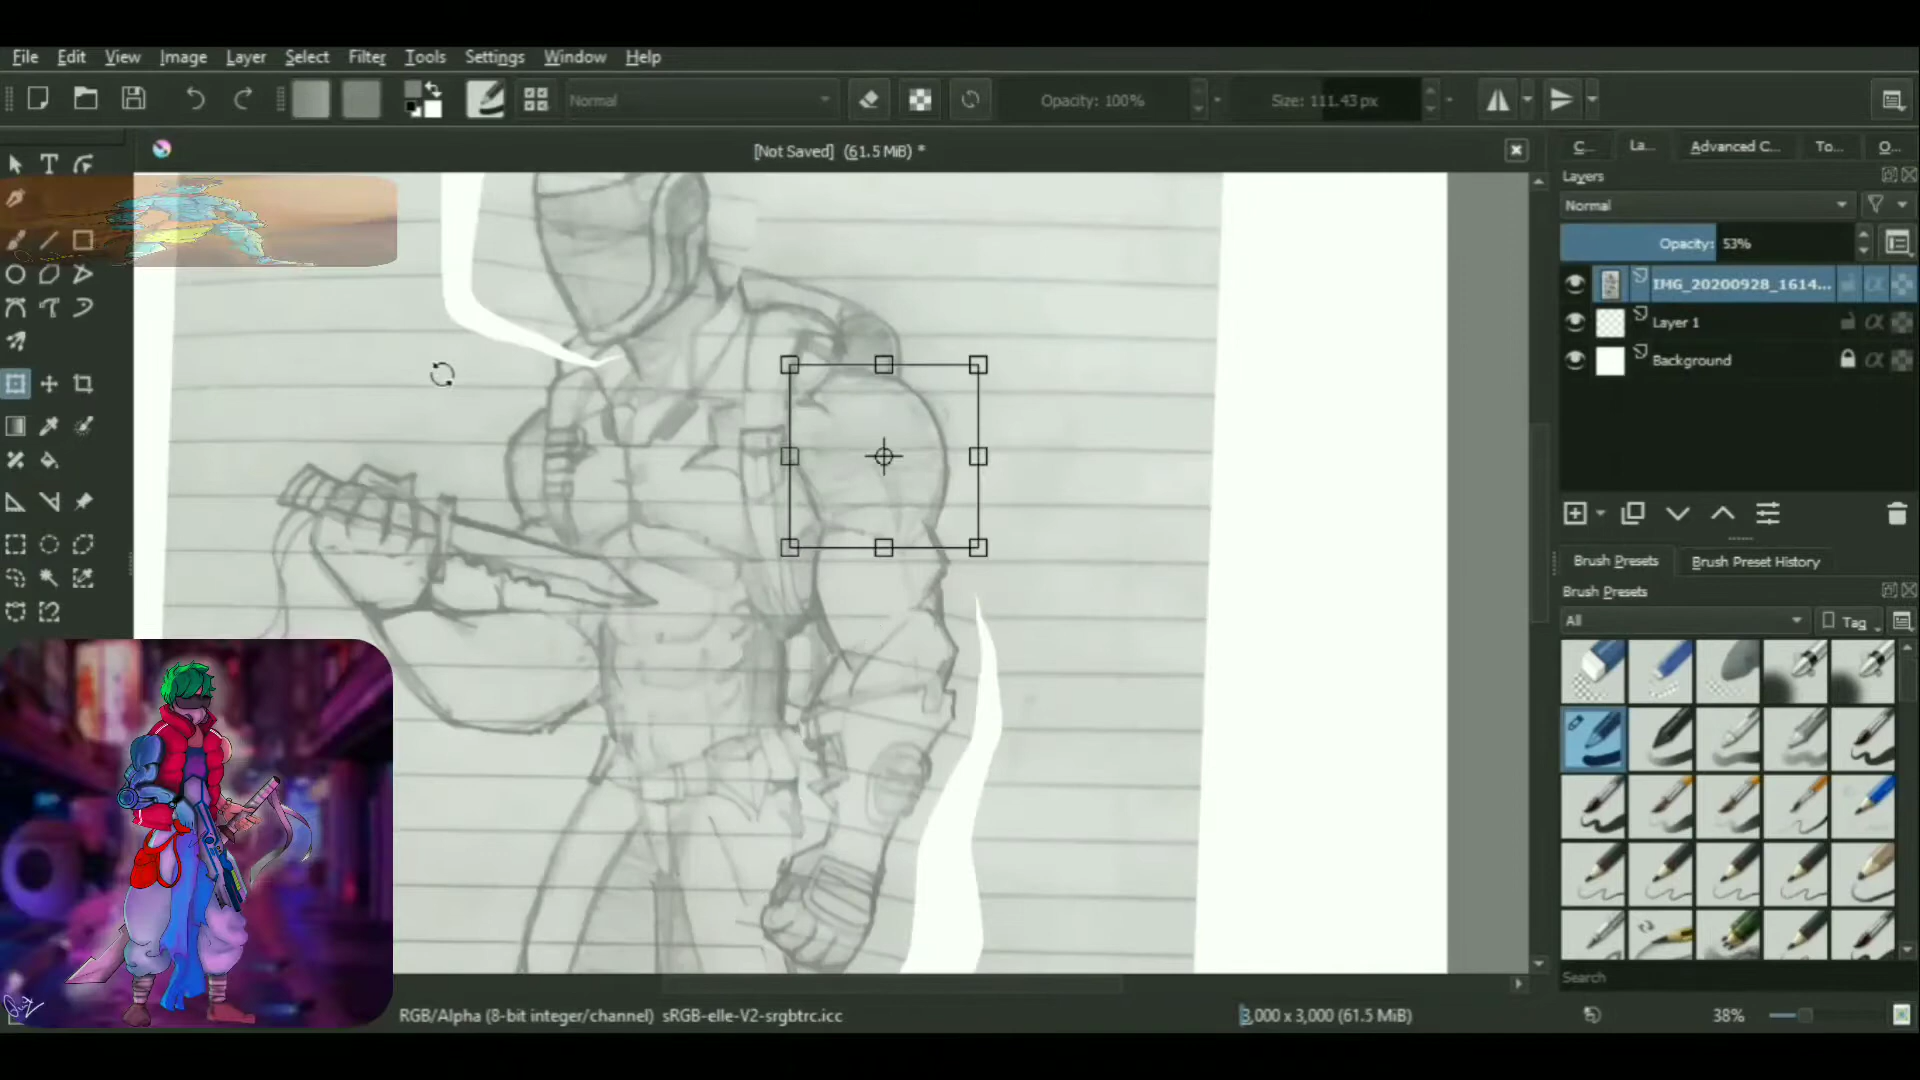 File Edit View Image Layer Select Filter Tools Settings Window Help
Normal Opacity: 100% Size: 111.43 px
[Not Saved] (61.5 MiB) *
C... La... Advanced C... To... O...
Layers
Normal
Opacity: 53%
IMG_20200928_1614...
Layer 1
Background
Brush Presets Brush Preset History
Brush Presets
All Tag
Search
RGB/Alpha (8-bit integer/channel) sRGB-elle-V2-srgbtrc.icc 3,000 x 3,000 (61.5 MiB) 38%